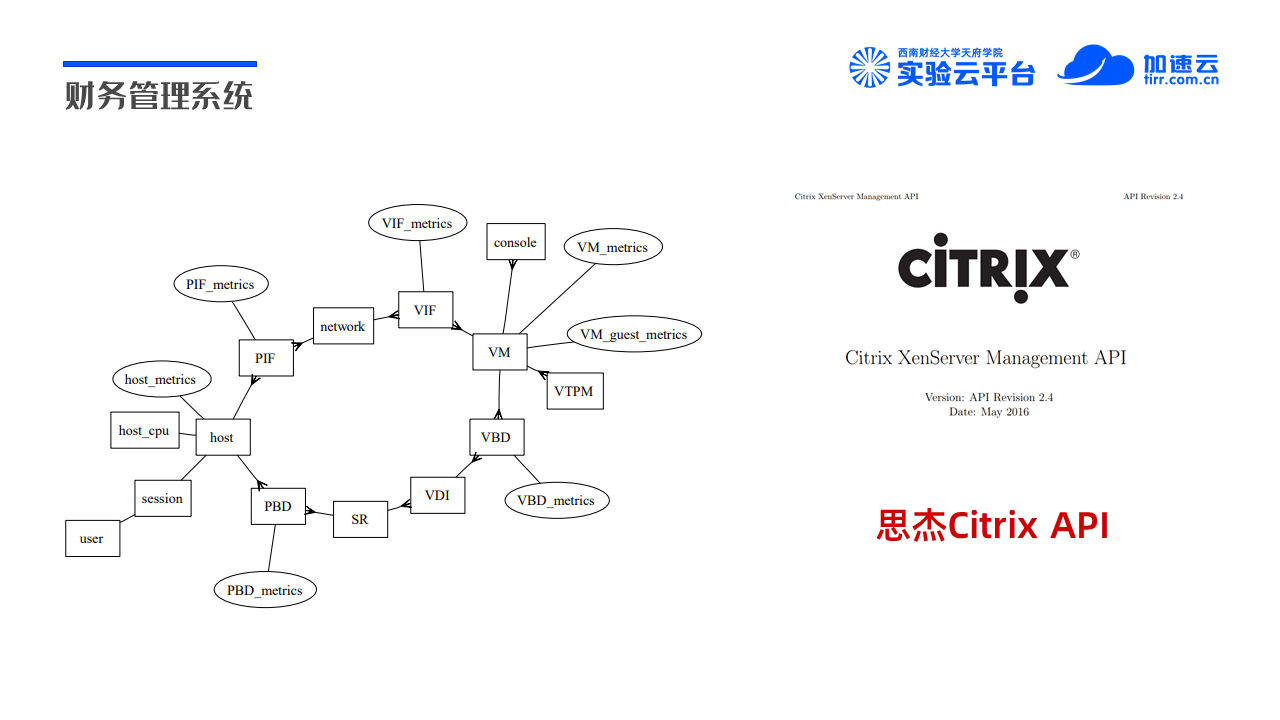 财务管理系统
西南财经大学天府学院
实验云平台
加速云
tirr.com.cn
VIF_metrics
console
VM_metrics
PIF_metrics
network
VIF
VM_guest_metrics
PIF
VM
host_metrics
VTPM
host_cpu
host
VBD
session
PBD
SR
VDI
VBD_metrics
user
PBD_metrics
Citrix XenServer Management API
API Revision 2.4
CiTRIX®
Citrix XenServer Management API
Version: API Revision 2.4
Date: May 2016
思杰Citrix API